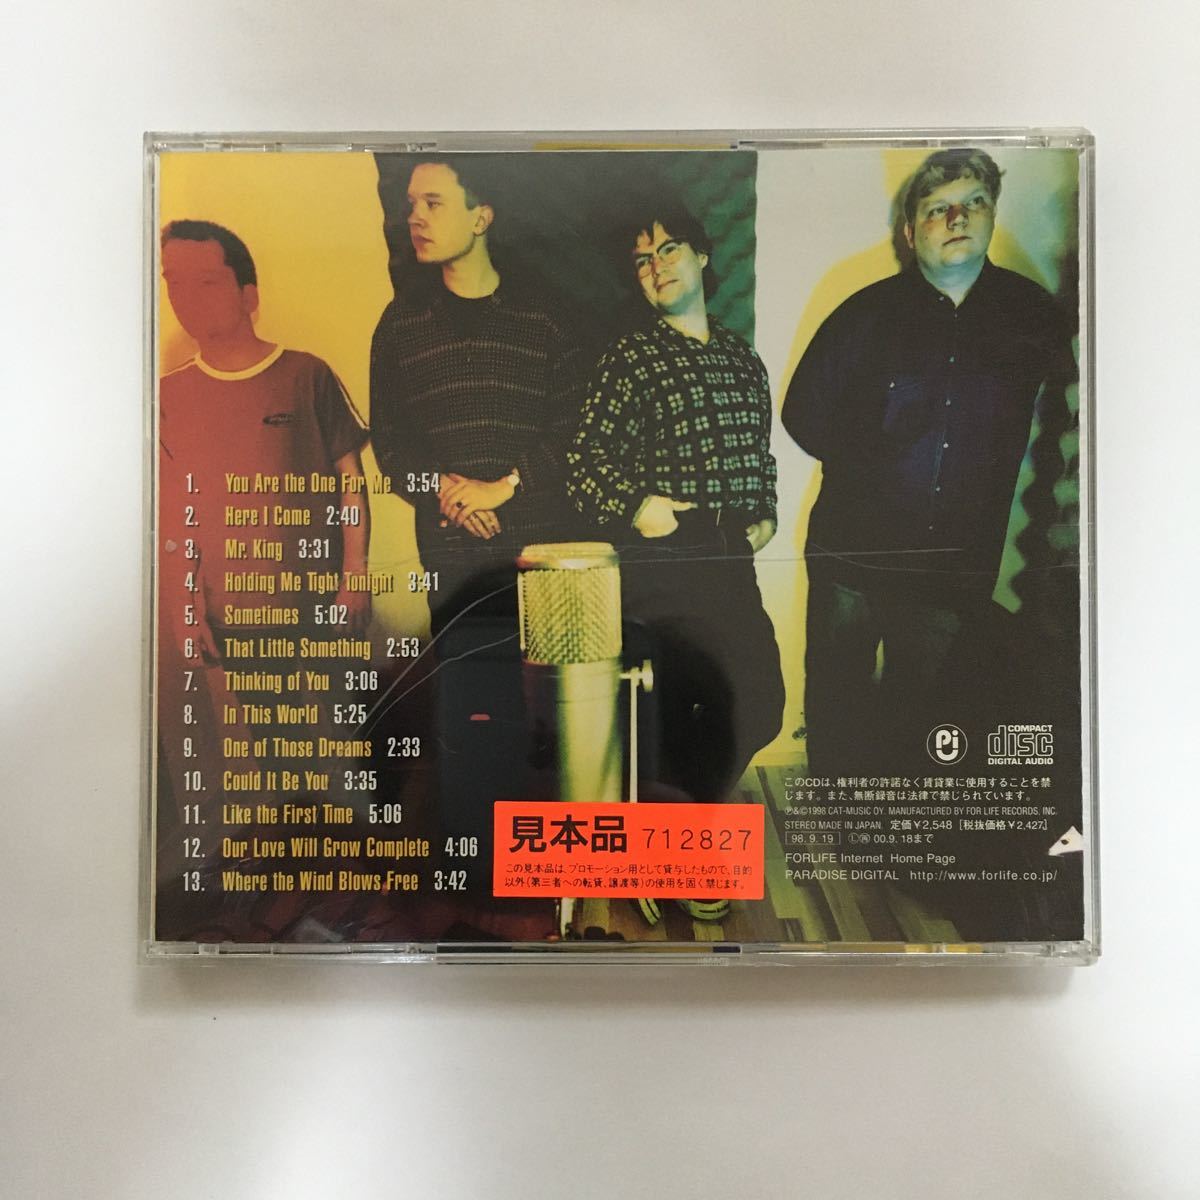 1. You Are the One For Me 3:54
2. Here I Come 2:40
3. Mr. King 3:31
4. Holding Me Tight Tonight 3:41
5. Sometimes 5:02
6. That Little Something 2:53
7. Thinking of You 3:06
8. In This World 5:25
9. One of Those Dreams 2:33
10. Could It Be You 3:35
11. Like the First Time 5:06
12. Our Love Will Grow Complete 4:06
13. Where the Wind Blows Free 3:42
見本品 712827
この見本品は、プロモーション用として貸与したもので、目的
以外(第三者への転貸、譲渡等)の使用を固く禁じます。
Pj
COMPACT
disc
DIGITAL AUDIO
このCDは、権利者の許諾なく賃貸業に使用することを禁
じます。また、無断録音は法律で禁じられています。
Ⓟ&©1998 CAT-MUSIC OY. MANUFACTURED BY FOR LIFE RECORDS, INC.
STEREO MADE IN JAPAN. 定価¥2,548 [税抜価格¥2,427]
98.9.19 Ⓛ 00.9.18まで
FORLIFE Internet Home Page
PARADISE DIGITAL http://www.forlife.co.jp/